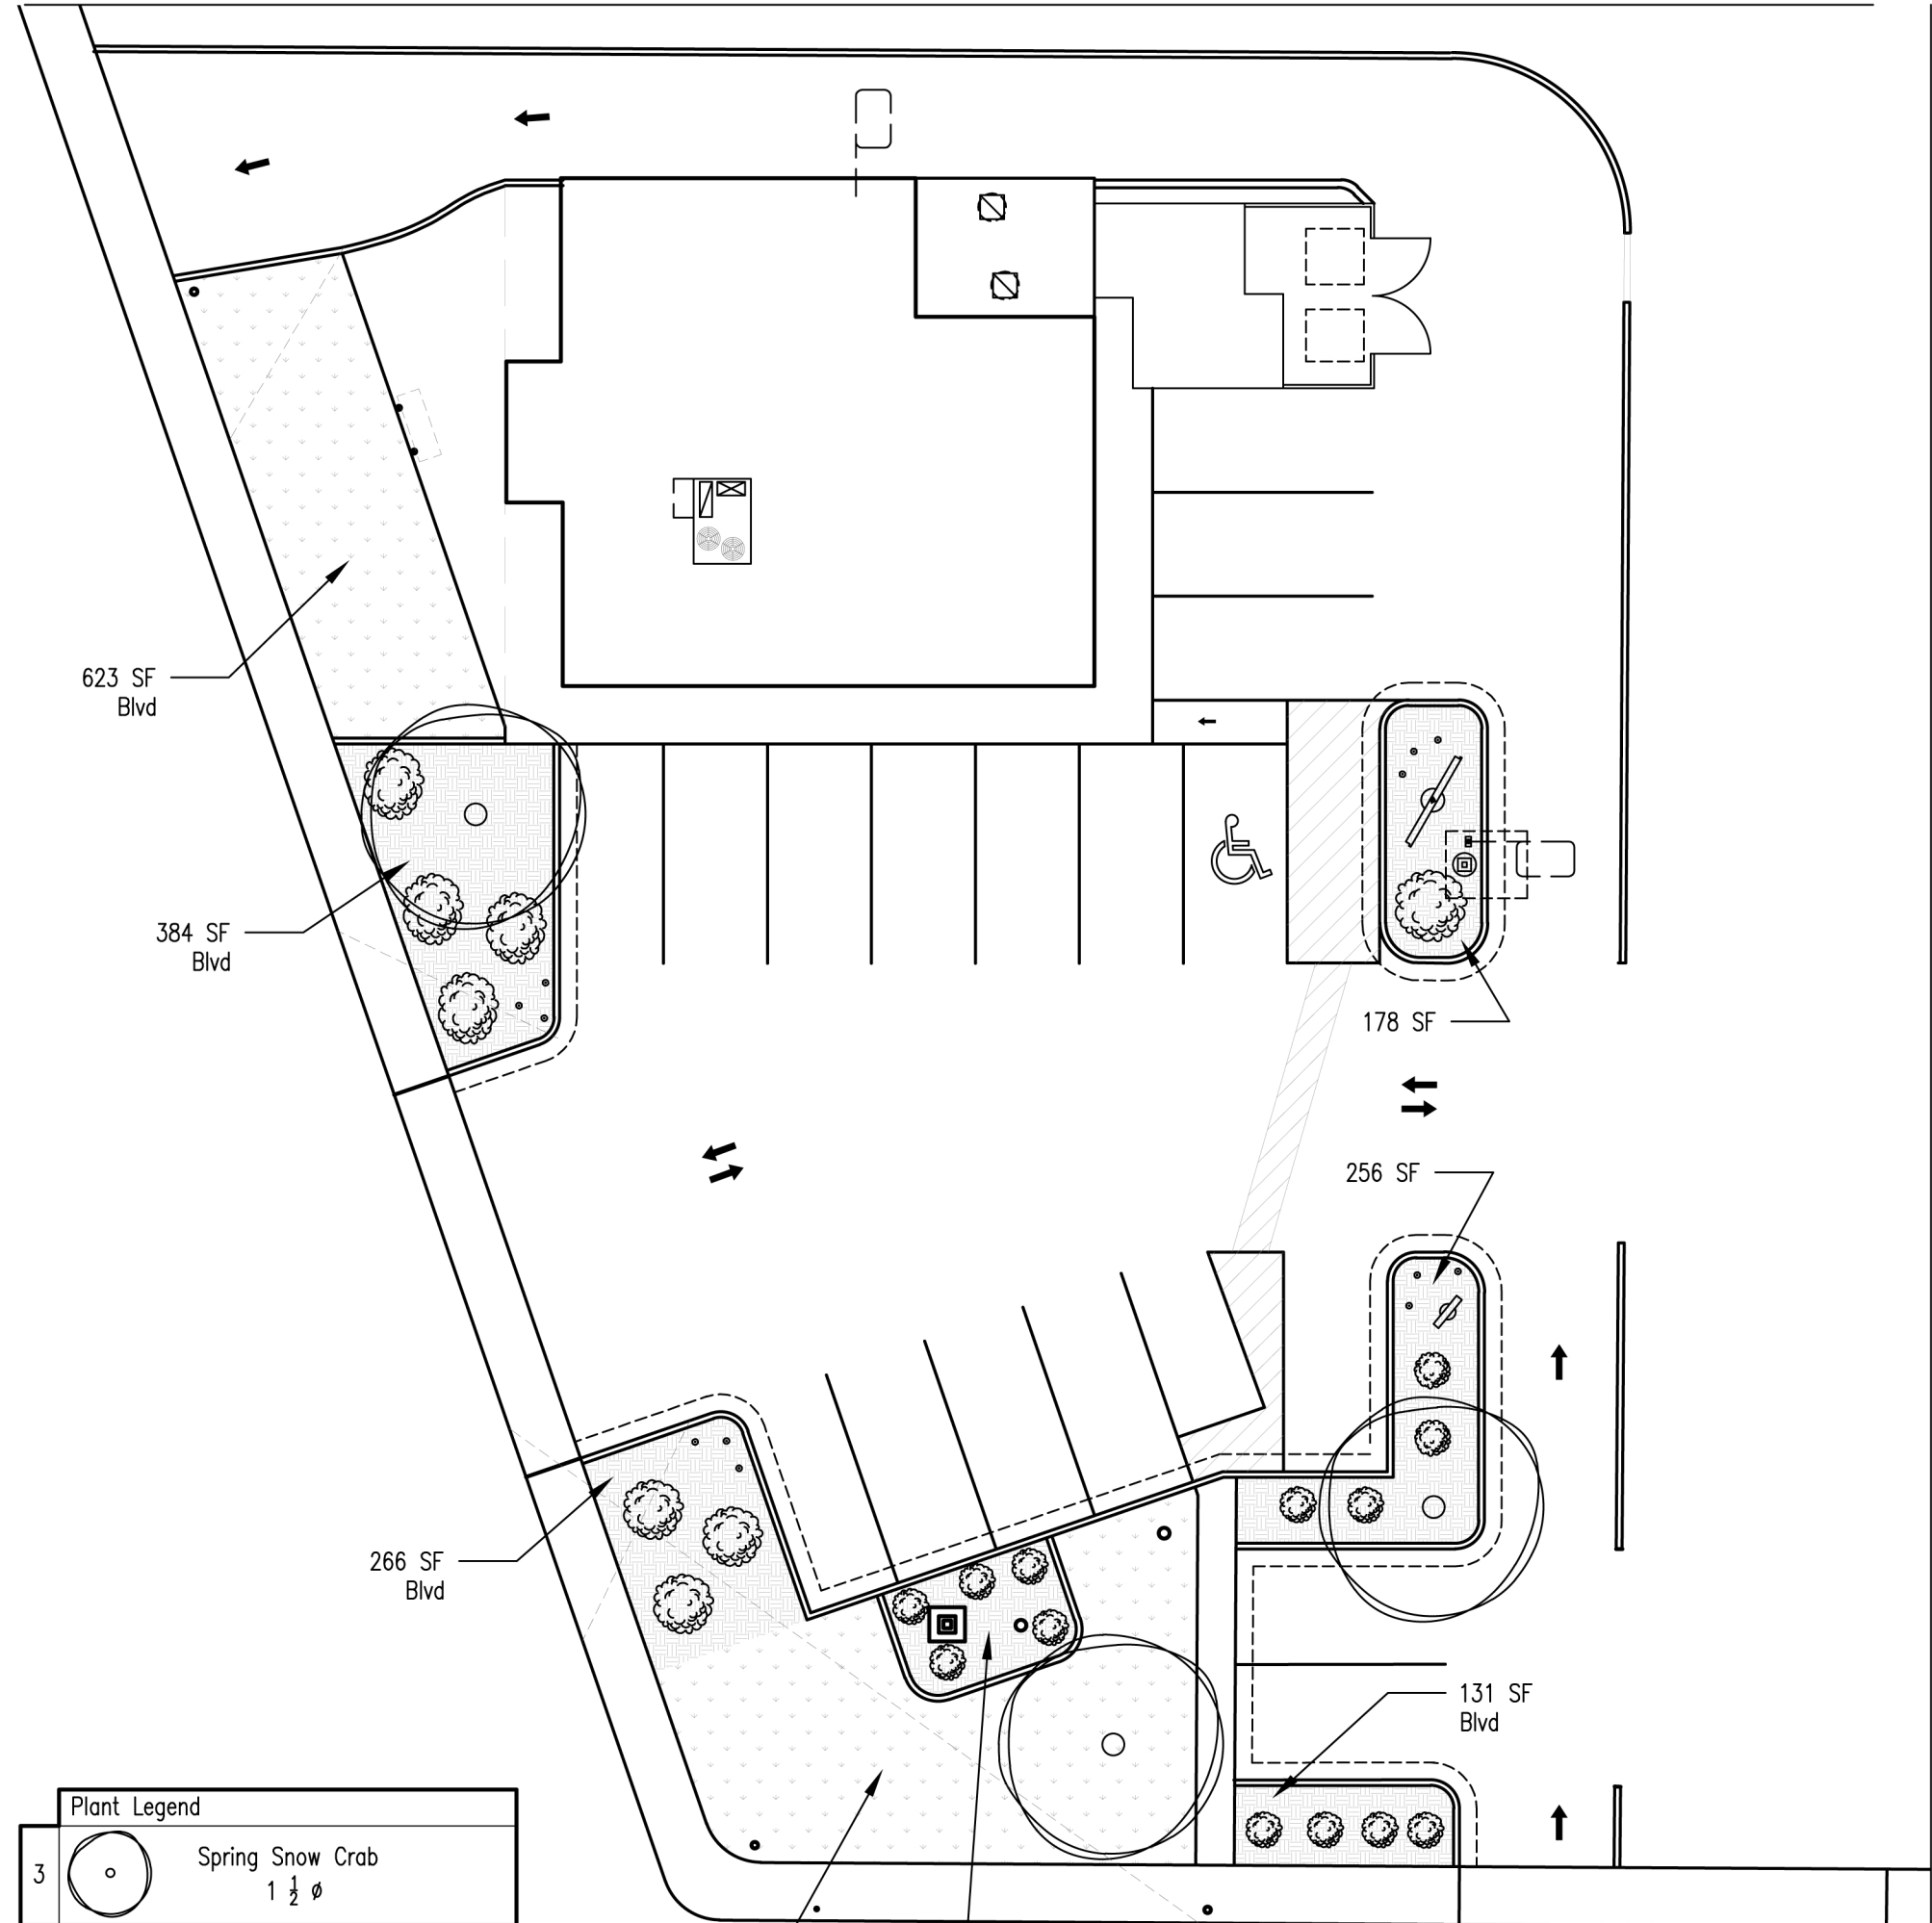 623 SF
Blvd
384 SF
Blvd
178 SF
256 SF
266 SF
Blvd
131 SF
Blvd
Plant Legend
3
Spring Snow Crab
1 1/2 ø